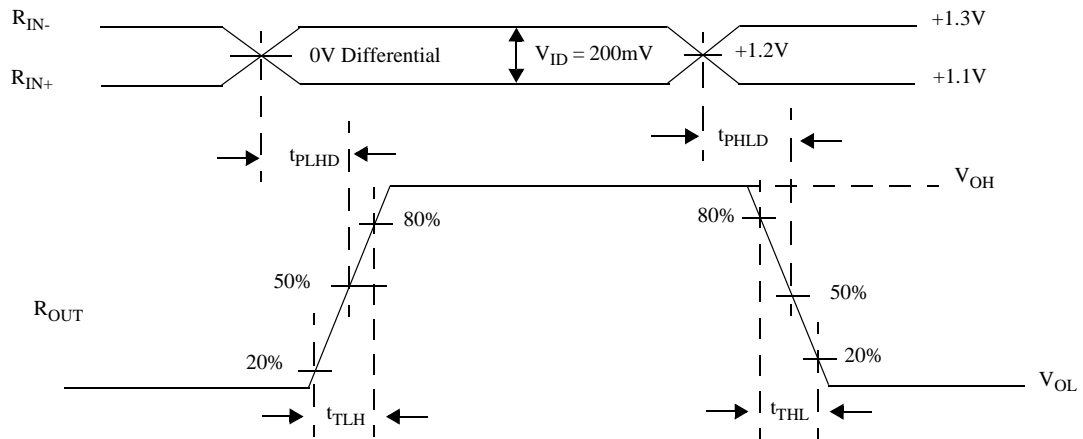 R_IN-
+1.3V
0V Differential
V_ID = 200mV
+1.2V
R_IN+
+1.1V
t_PLHD
t_PHLD
V_OH
80%
80%
50%
50%
R_OUT
20%
20%
V_OL
t_TLH
t_THL